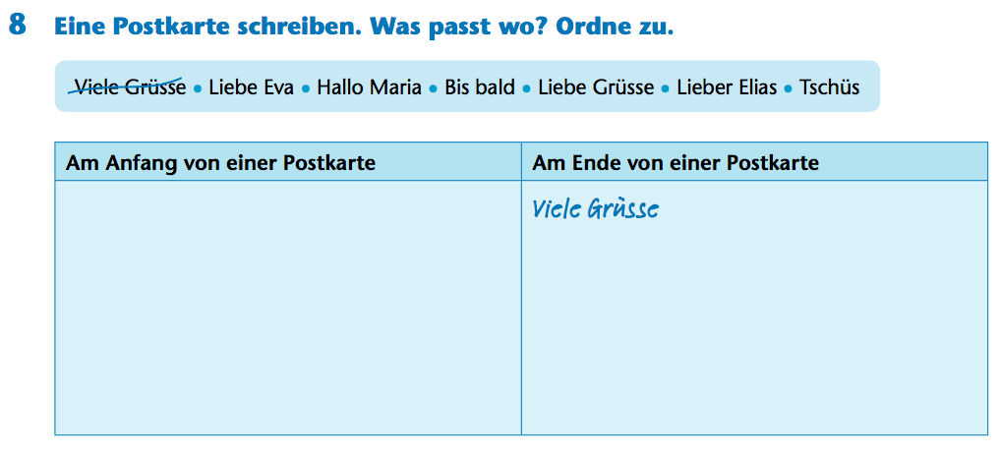 8 Eine Postkarte schreiben. Was passt wo? Ordne zu.
Viele Grüsse • Liebe Eva • Hallo Maria • Bis bald • Liebe Grüsse • Lieber Elias • Tschüs
Am Anfang von einer Postkarte Am Ende von einer Postkarte
Viele Grüsse